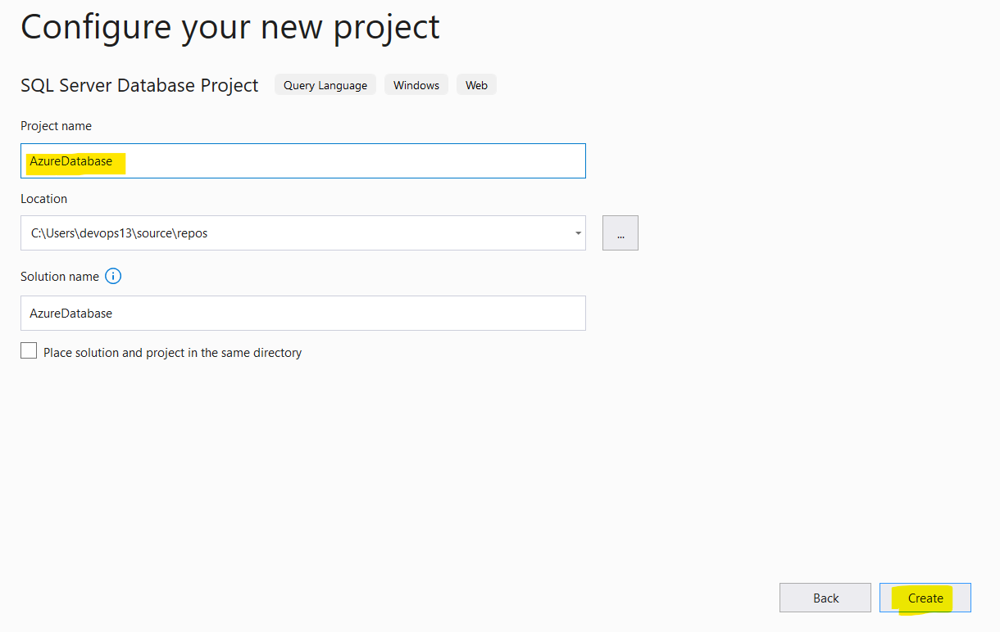 Configure your new project
SQL Server Database Project Query Language Windows Web
Project name
AzureDatabase
Location
C:\Users\devops13\source\repos
...
Solution name
AzureDatabase
Place solution and project in the same directory
Back Create